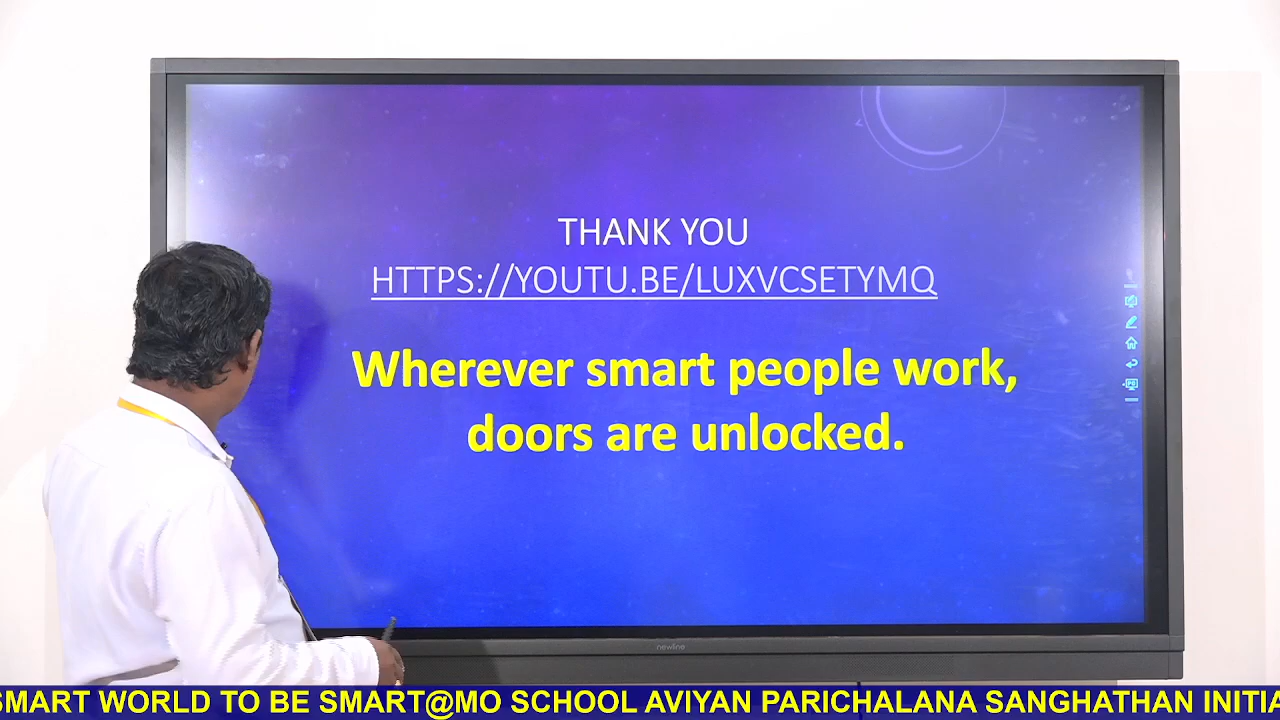 THANK YOU
HTTPS://YOUTU.BE/LUXVCSETYMQ
Wherever smart people work,
doors are unlocked.
newline
SMART WORLD TO BE SMART@MO SCHOOL AVIYAN PARICHALANA SANGHATHAN INITIA